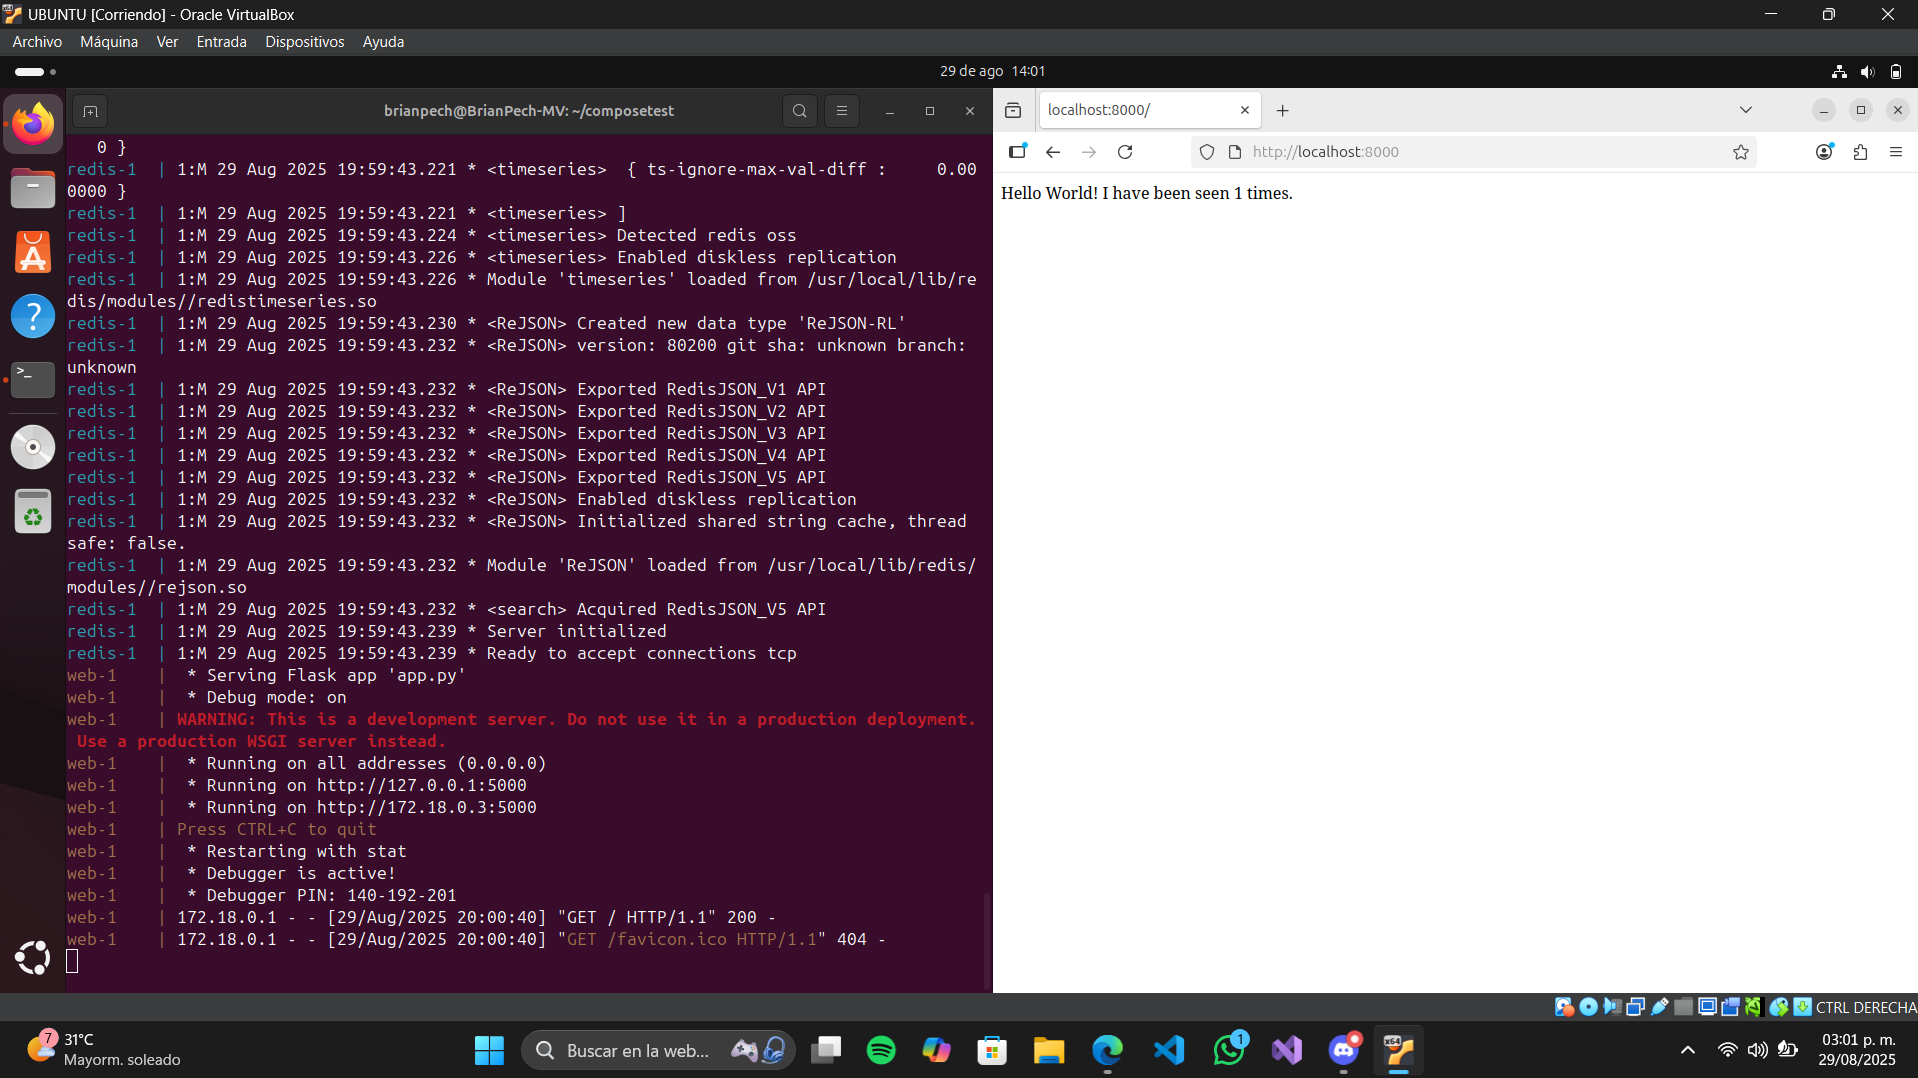 UBUNTU [Corriendo] - Oracle VirtualBox
Archivo Máquina Ver Entrada Dispositivos Ayuda
29 de ago 14:01
brianpech@BrianPech-MV: ~/composetest
0 }
redis-1  | 1:M 29 Aug 2025 19:59:43.221 * <timeseries>  { ts-ignore-max-val-diff :     0.00
0000 }
redis-1  | 1:M 29 Aug 2025 19:59:43.221 * <timeseries> ]
redis-1  | 1:M 29 Aug 2025 19:59:43.224 * <timeseries> Detected redis oss
redis-1  | 1:M 29 Aug 2025 19:59:43.226 * <timeseries> Enabled diskless replication
redis-1  | 1:M 29 Aug 2025 19:59:43.226 * Module 'timeseries' loaded from /usr/local/lib/re
dis/modules//redistimeseries.so
redis-1  | 1:M 29 Aug 2025 19:59:43.230 * <ReJSON> Created new data type 'ReJSON-RL'
redis-1  | 1:M 29 Aug 2025 19:59:43.232 * <ReJSON> version: 80200 git sha: unknown branch:
unknown
redis-1  | 1:M 29 Aug 2025 19:59:43.232 * <ReJSON> Exported RedisJSON_V1 API
redis-1  | 1:M 29 Aug 2025 19:59:43.232 * <ReJSON> Exported RedisJSON_V2 API
redis-1  | 1:M 29 Aug 2025 19:59:43.232 * <ReJSON> Exported RedisJSON_V3 API
redis-1  | 1:M 29 Aug 2025 19:59:43.232 * <ReJSON> Exported RedisJSON_V4 API
redis-1  | 1:M 29 Aug 2025 19:59:43.232 * <ReJSON> Exported RedisJSON_V5 API
redis-1  | 1:M 29 Aug 2025 19:59:43.232 * <ReJSON> Enabled diskless replication
redis-1  | 1:M 29 Aug 2025 19:59:43.232 * <ReJSON> Initialized shared string cache, thread
safe: false.
redis-1  | 1:M 29 Aug 2025 19:59:43.232 * Module 'ReJSON' loaded from /usr/local/lib/redis/
modules//rejson.so
redis-1  | 1:M 29 Aug 2025 19:59:43.232 * <search> Acquired RedisJSON_V5 API
redis-1  | 1:M 29 Aug 2025 19:59:43.239 * Server initialized
redis-1  | 1:M 29 Aug 2025 19:59:43.239 * Ready to accept connections tcp
web-1    |  * Serving Flask app 'app.py'
web-1    |  * Debug mode: on
web-1    | WARNING: This is a development server. Do not use it in a production deployment.
Use a production WSGI server instead.
web-1    |  * Running on all addresses (0.0.0.0)
web-1    |  * Running on http://127.0.0.1:5000
web-1    |  * Running on http://172.18.0.3:5000
web-1    | Press CTRL+C to quit
web-1    |  * Restarting with stat
web-1    |  * Debugger is active!
web-1    |  * Debugger PIN: 140-192-201
web-1    | 172.18.0.1 - - [29/Aug/2025 20:00:40] "GET / HTTP/1.1" 200 -
web-1    | 172.18.0.1 - - [29/Aug/2025 20:00:40] "GET /favicon.ico HTTP/1.1" 404 -
localhost:8000/
http://localhost:8000
Hello World! I have been seen 1 times.
CTRL DERECHA
7
31°C
Mayorm. soleado
Buscar en la web...
1
x64
03:01 p. m.
29/08/2025